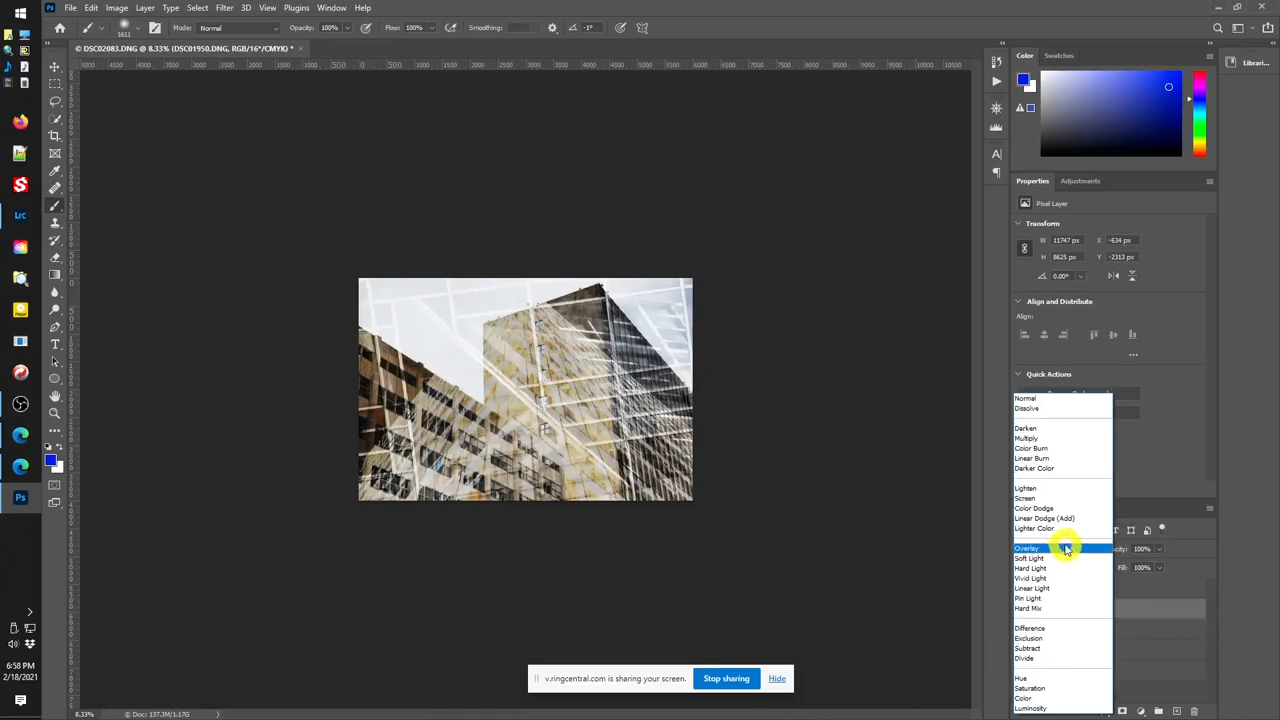 File Edit Image Layer Type Select Filter 3D View Plugins Window Help
1611 Mode: Normal Opacity: 100% Flow: 100% Smoothing: -1°
© DSC02083.DNG @ 8.33% (DSC01950.DNG, RGB/16*/CMYK) * ×
Color Swatches
Librari...
Properties Adjustments
Pixel Layer
Transform
W 11747 px X -634 px
H 8625 px Y -2313 px
0.00°
Align and Distribute
Align:
Quick Actions
Normal
Dissolve
Darken
Multiply
Color Burn
Linear Burn
Darker Color
Lighten
Screen
Color Dodge
Linear Dodge (Add)
Lighter Color
Overlay
acity: 100%
Soft Light
Hard Light
Fill: 100%
Vivid Light
Linear Light
Pin Light
Hard Mix
Difference
Exclusion
Subtract
Divide
Hue
Saturation
Color
Luminosity
v.ringcentral.com is sharing your screen. Stop sharing Hide
6:58 PM
2/18/2021
8.33% Doc: 137.3M/1.17G